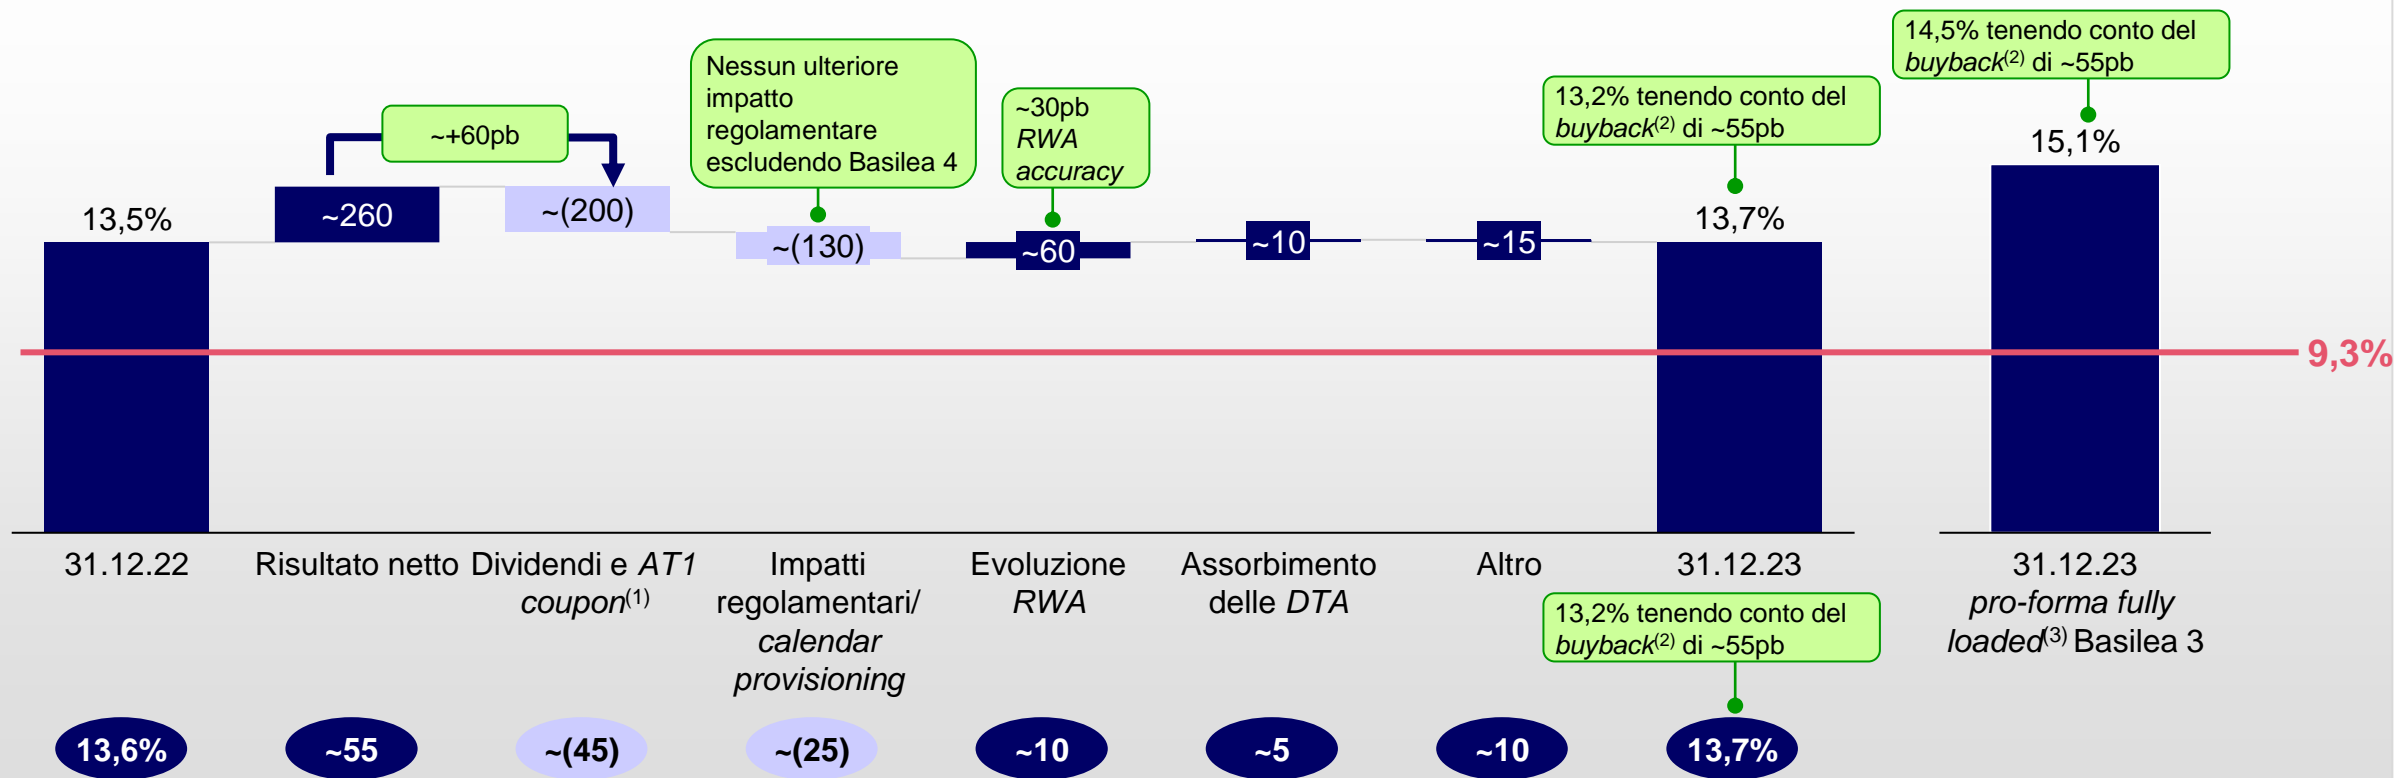 14,5% tenendo conto del
buyback(2) di ~55pb
Nessun ulteriore
impatto
regolamentare
escludendo Basilea 4
13,2% tenendo conto del
buyback(2) di ~55pb
~30pb
RWA
accuracy
~+60pb
15,1%
13,5%
~260
~(200)
~(130)
~60
~10
~15
13,7%
9,3%
31.12.22
Risultato netto
Dividendi e AT1
coupon(1)
Impatti
regolamentari/
calendar
provisioning
Evoluzione
RWA
Assorbimento
delle DTA
Altro
31.12.23
31.12.23
pro-forma fully
loaded(3) Basilea 3
13,2% tenendo conto del
buyback(2) di ~55pb
13,6%
~55
~(45)
~(25)
~10
~5
~10
13,7%